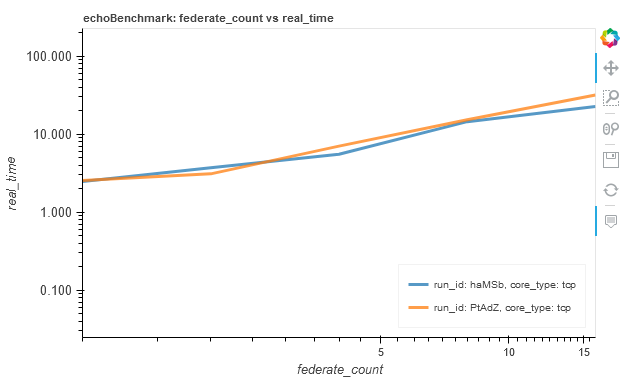 echoBenchmark: federate_count vs real_time
100.000
10.000
1.000
0.100
real_time
5
10
15
federate_count
run_id: haMSb, core_type: tcp
run_id: PtAdZ, core_type: tcp